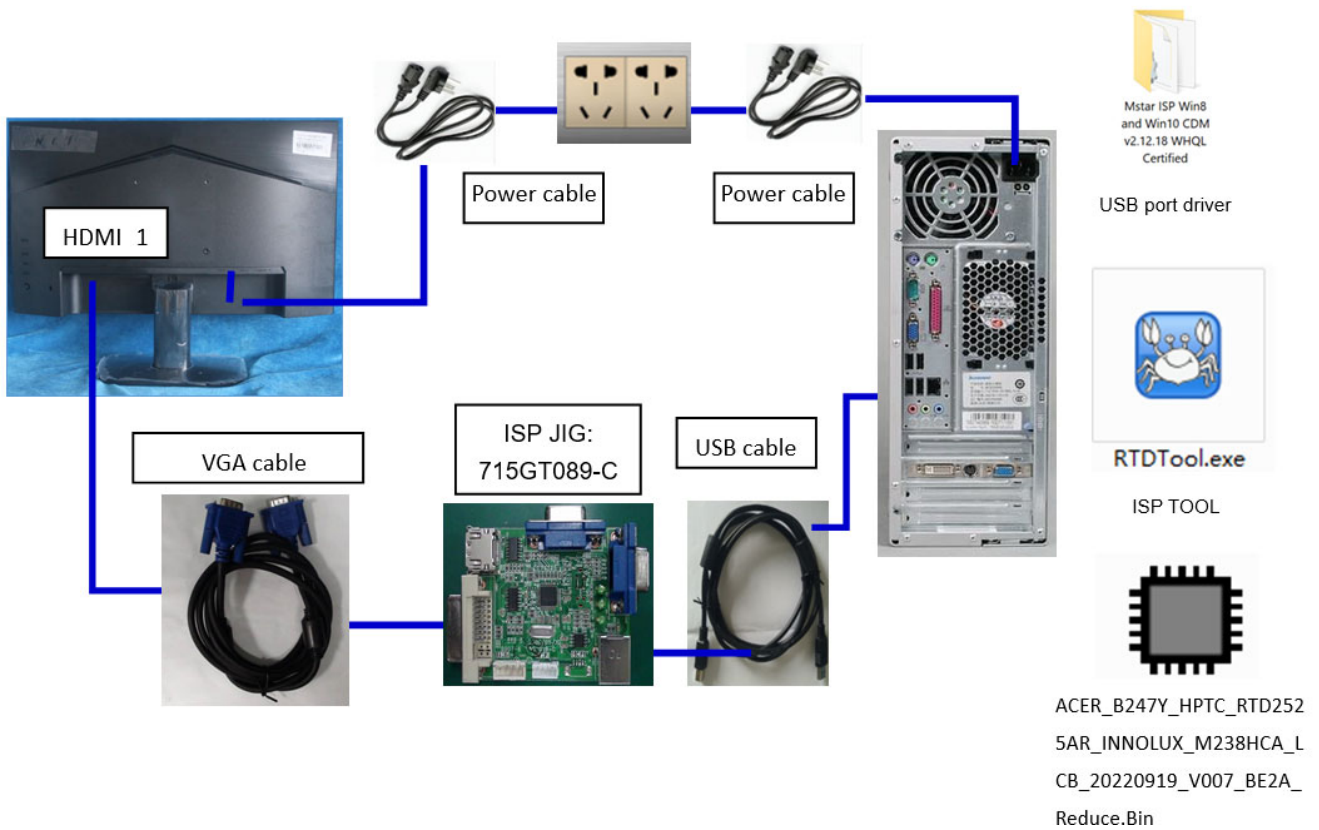 Mstar ISP Win8
and Win10 CDM
v2.12.18 WHQL
Certified
USB port driver
Power cable
Power cable
HDMI 1
VGA cable
ISP JIG:
715GT089-C
USB cable
RTDTool.exe
ISP TOOL
ACER_B247Y_HPTC_RTD252
5AR_INNOLUX_M238HCA_L
CB_20220919_V007_BE2A_
Reduce.Bin